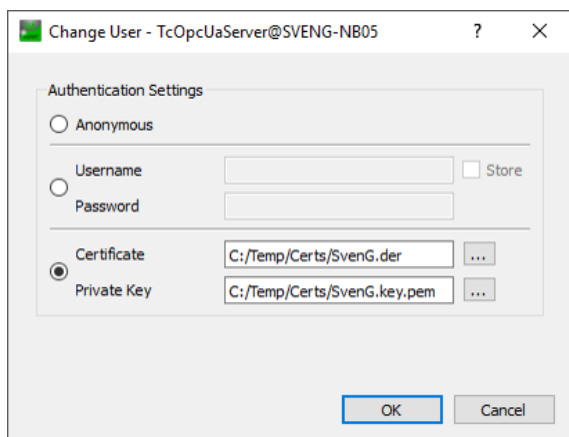 Change User - TcOpcUaServer@SVENG-NB05 ?
Authentication Settings
Anonymous
Username Store
Password
Certificate C:/Temp/Certs/SvenG.der ...
Private Key C:/Temp/Certs/SvenG.key.pem ...
OK Cancel